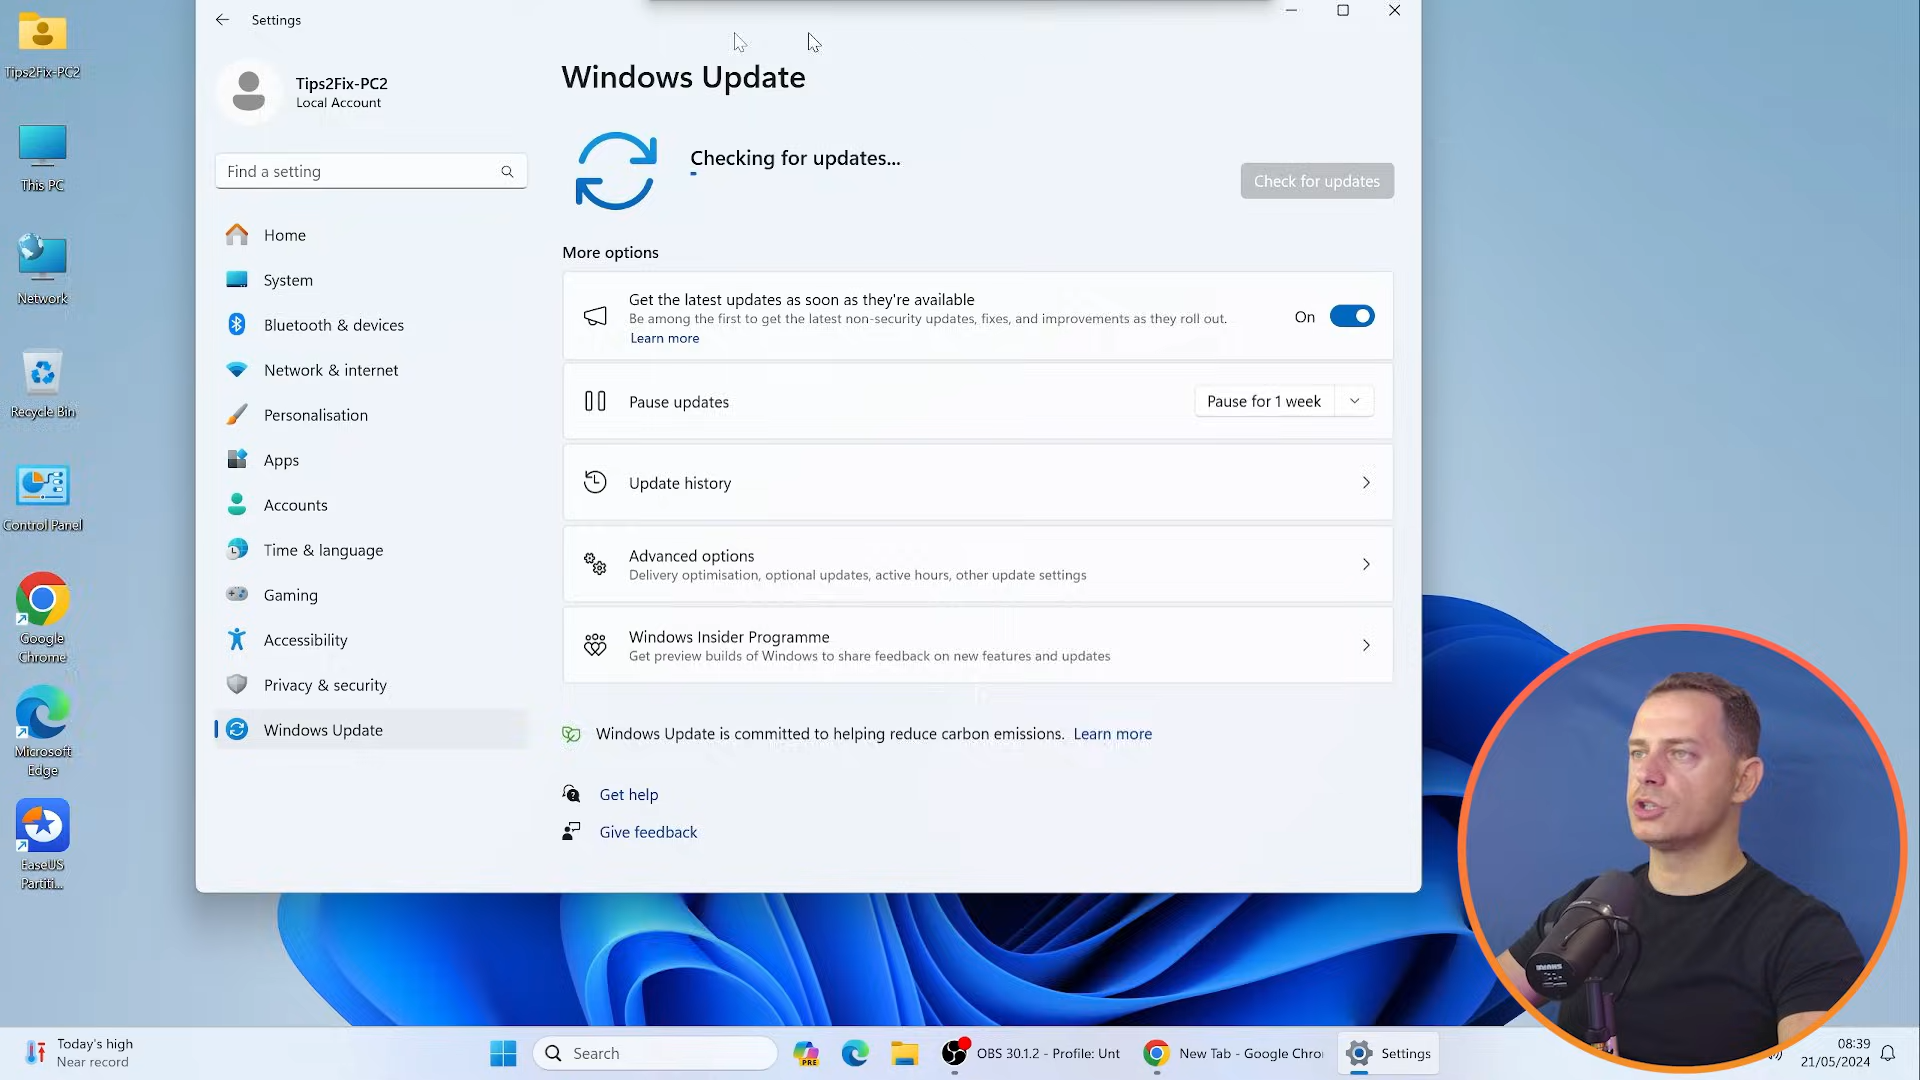 Settings
Tips2Fix-PC2
Local Account
Find a setting
Home
System
Bluetooth & devices
Network & internet
Personalisation
Apps
Accounts
Time & language
Gaming
Accessibility
Privacy & security
Windows Update
Windows Update
Checking for updates...
Check for updates
More options
Get the latest updates as soon as they're available
Be among the first to get the latest non-security updates, fixes, and improvements as they roll out.
Learn more
On
Pause updates
Pause for 1 week
Update history
Advanced options
Delivery optimisation, optional updates, active hours, other update settings
Windows Insider Programme
Get preview builds of Windows to share feedback on new features and updates
Windows Update is committed to helping reduce carbon emissions. Learn more
Get help
Give feedback
Tips2Fix-PC2
This PC
Network
Recycle Bin
Control Panel
Google
Chrome
Microsoft
Edge
EaseUS
Partiti...
Today's high
Near record
Search
PRE
OBS 30.1.2 - Profile: Unt
New Tab - Google Chro
Settings
08:39
21/05/2024